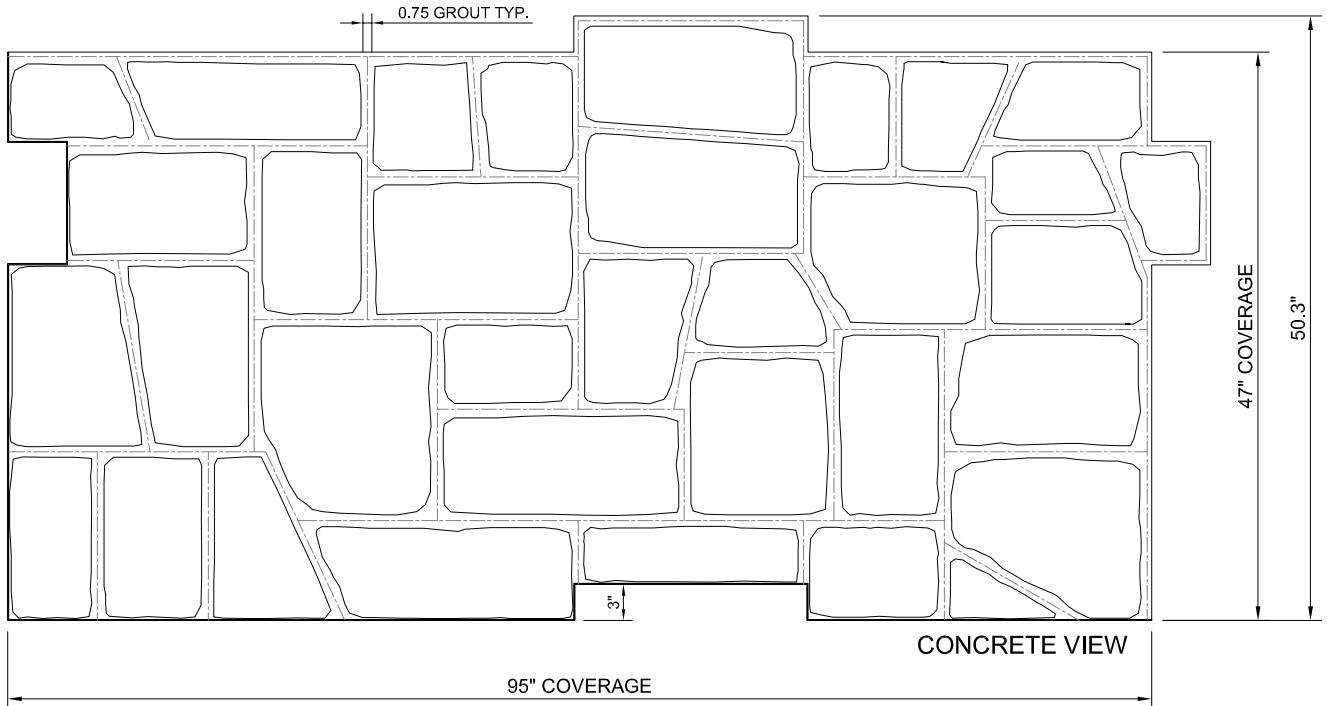 0.75 GROUT TYP.
47" COVERAGE
50.3"
3"
CONCRETE VIEW
95" COVERAGE